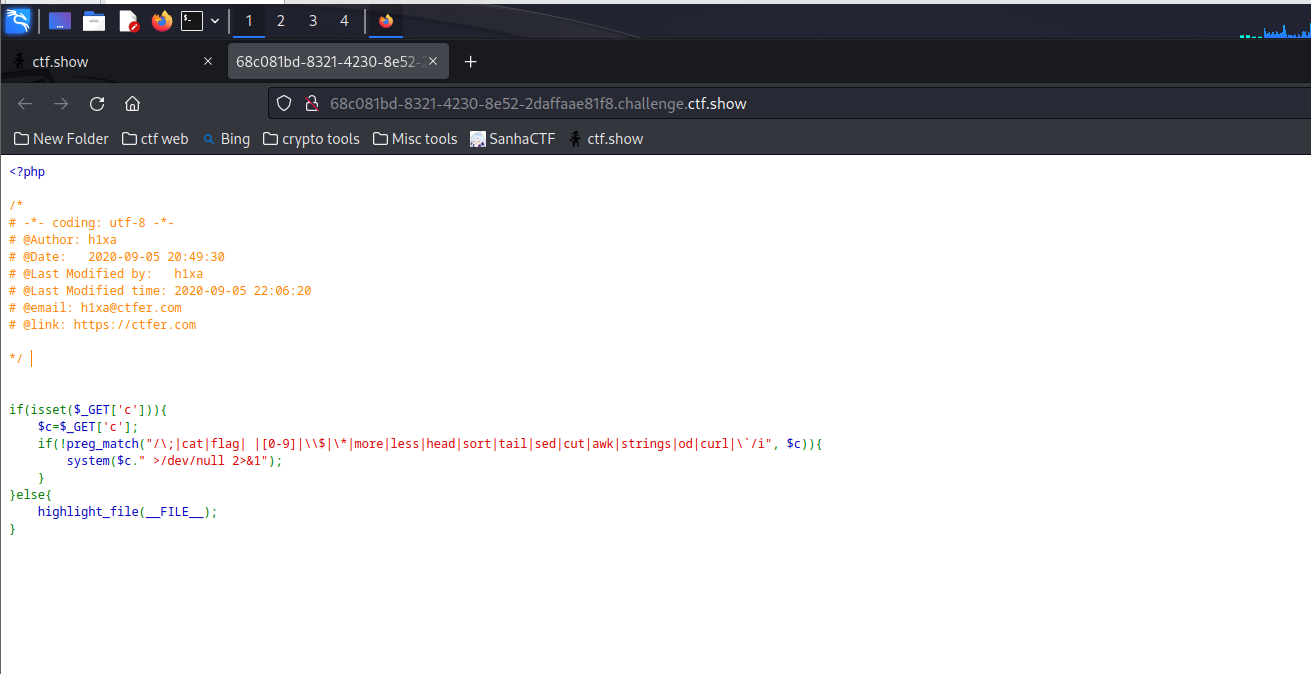 1 2 3 4
ctf.show × 68c081bd-8321-4230-8e52- × +
68c081bd-8321-4230-8e52-2daffaae81f8.challenge.ctf.show
New Folder ctf web Bing crypto tools Misc tools SanhaCTF ctf.show
<?php
/*
# -*- coding: utf-8 -*-
# @Author: h1xa
# @Date:   2020-09-05 20:49:30
# @Last Modified by:   h1xa
# @Last Modified time: 2020-09-05 22:06:20
# @email: h1xa@ctfer.com
# @link: https://ctfer.com
*/
if(isset($_GET['c'])){
    $c=$_GET['c'];
    if(!preg_match("/\;|cat|flag| |[0-9]|\\$|\*|more|less|head|sort|tail|sed|cut|awk|strings|od|curl|\`/i", $c)){
        system($c." >/dev/null 2>&1");
    }
}else{
    highlight_file(__FILE__);
}